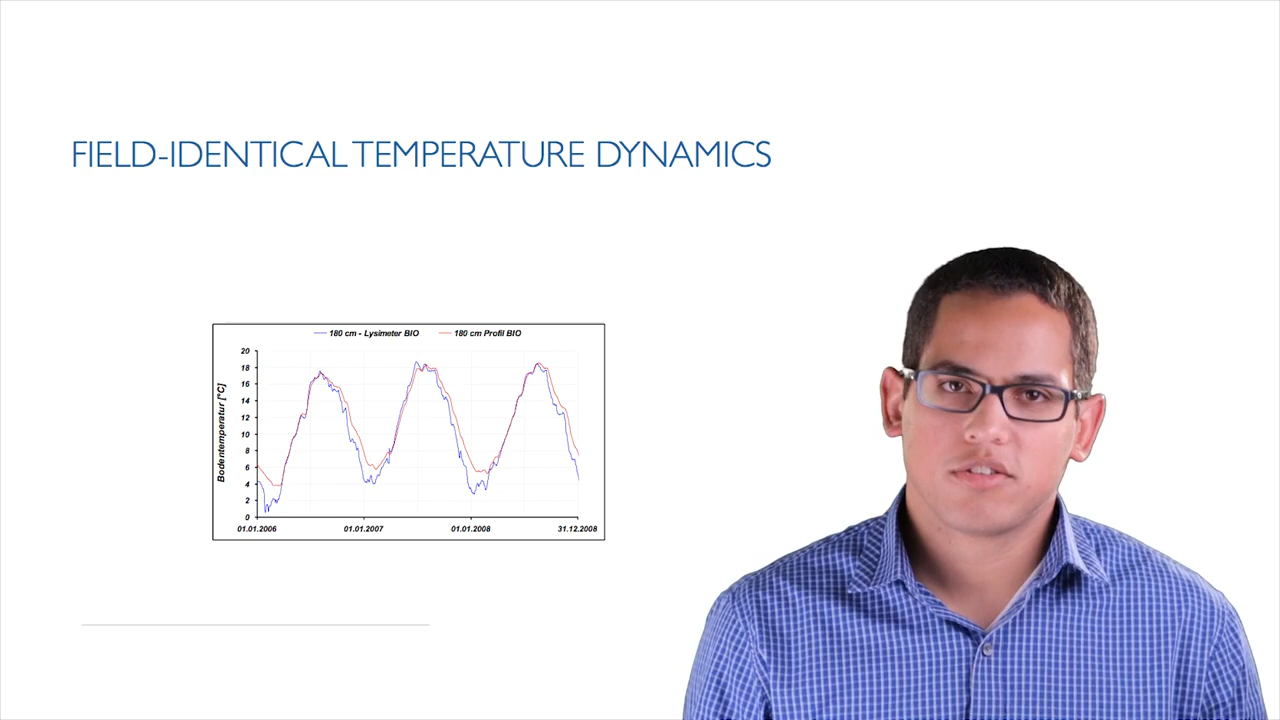 FIELD-IDENTICAL TEMPERATURE DYNAMICS
180 cm - Lysimeter BIO 180 cm Profil BIO
Bodentemperatur [°C]
20
18
16
14
12
10
8
6
4
2
0
01.01.2006 01.01.2007 01.01.2008 31.12.2008